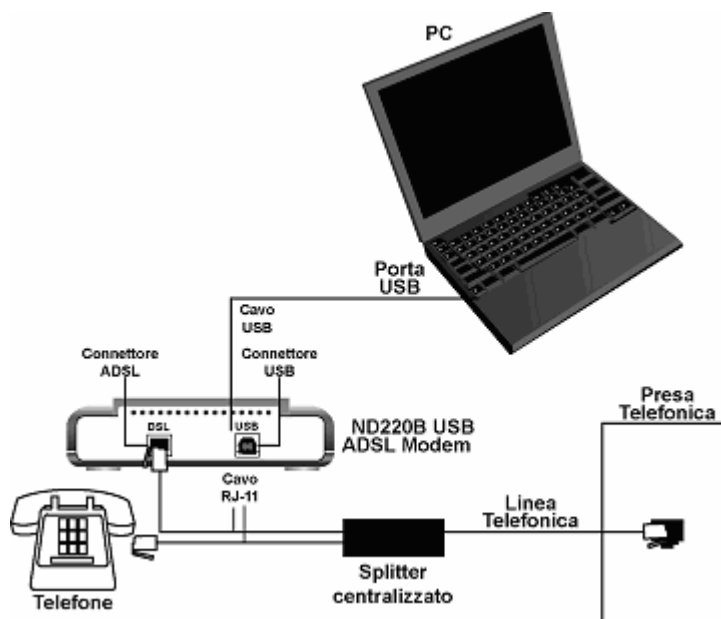 PC
Porta
USB
Cavo
USB
Connettore
ADSL
Connettore
USB
DSL
USB
ND220B USB
ADSL Modem
Presa
Telefonica
Cavo
RJ-11
Linea
Telefonica
Splitter
centralizzato
Telefone